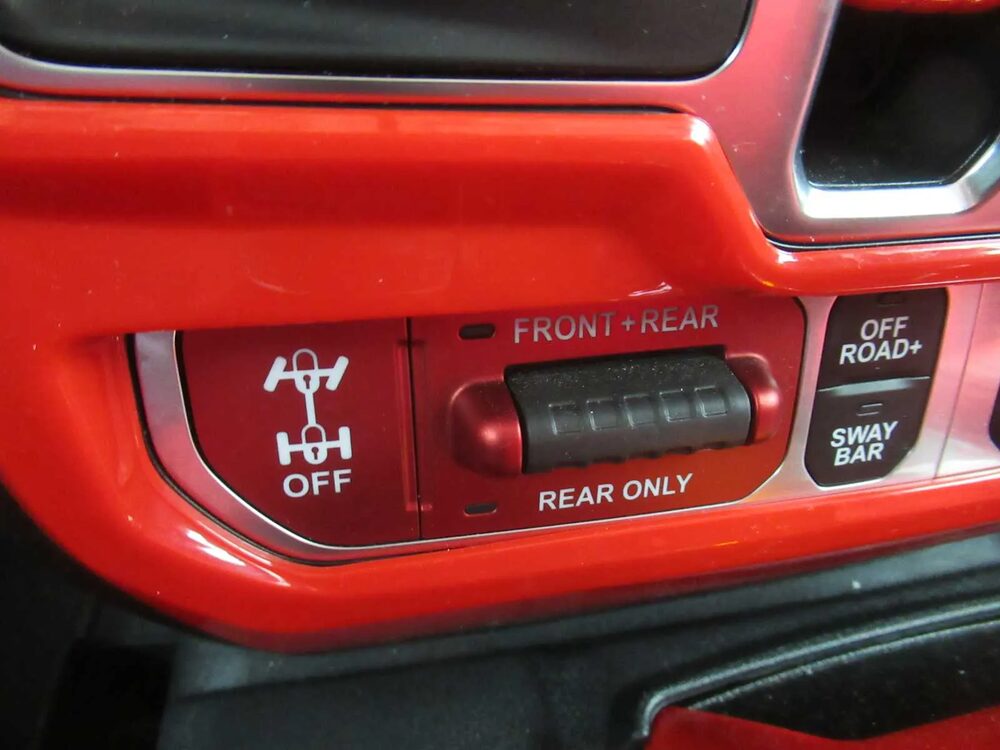 FRONT+REAR
OFF
REAR ONLY
OFF
ROAD+
SWAY
BAR